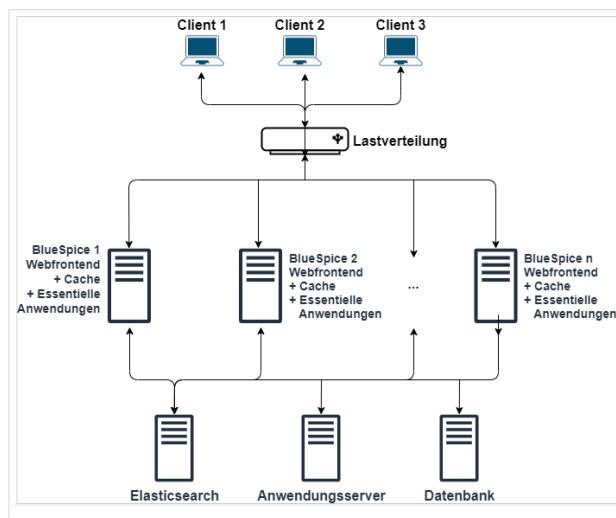 Client 1
Client 2
Client 3
Lastverteilung
BlueSpice 1
Webfrontend
+ Cache
+ Essentielle
Anwendungen
BlueSpice 2
Webfrontend
+ Cache
+ Essentielle
Anwendungen
...
BlueSpice n
Webfrontend
+ Cache
+ Essentielle
Anwendungen
Elasticsearch
Anwendungsserver
Datenbank